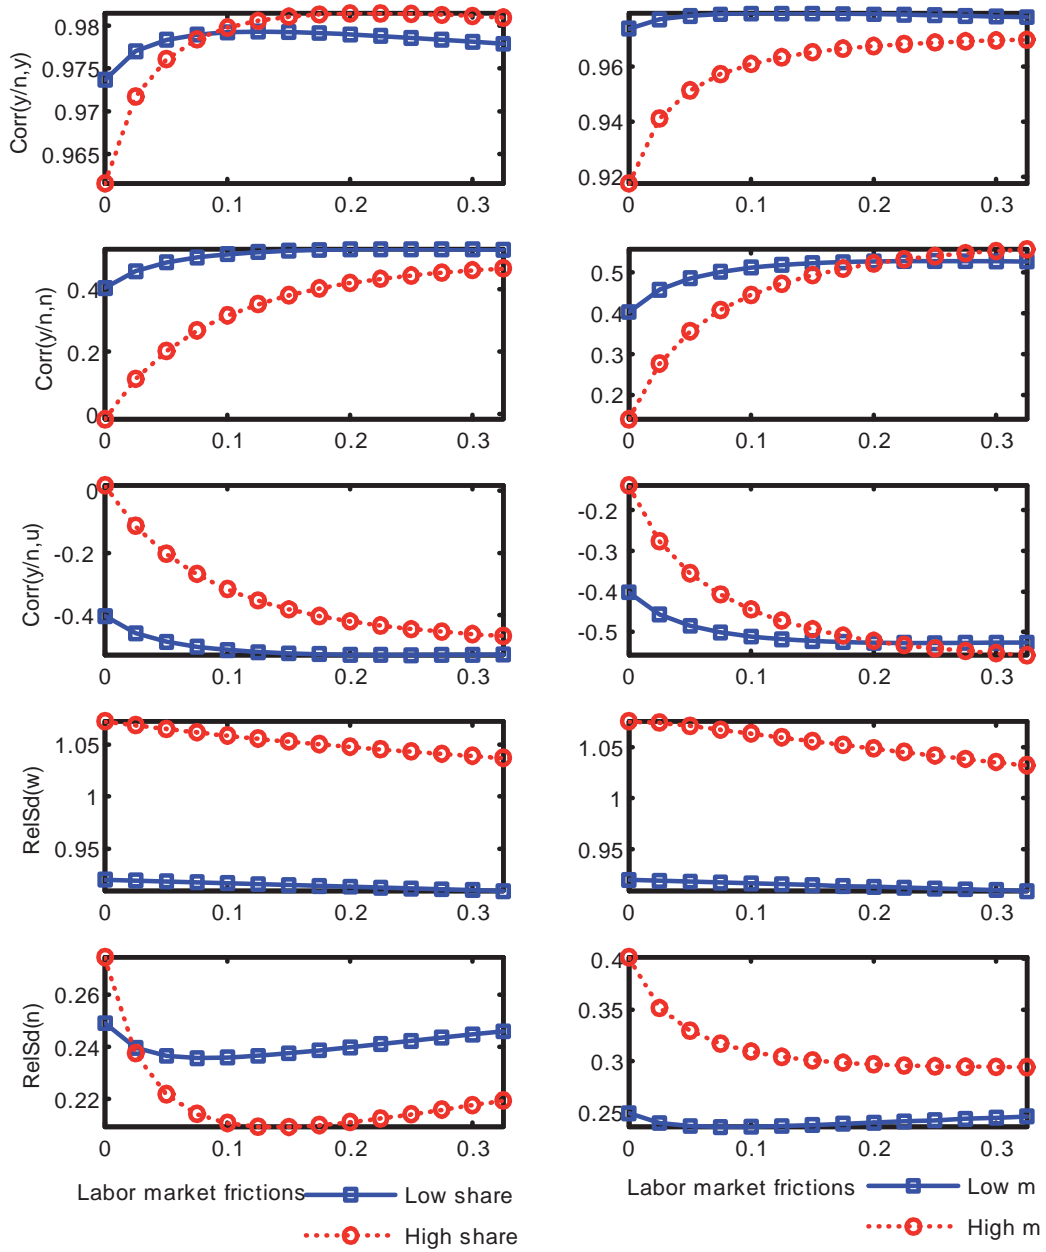 Corr(y/n,y)
0.98
0.975
0.97
0.965
0 0.1 0.2 0.3
0.96
0.94
0.92
0 0.1 0.2 0.3
Corr(y/n,n)
0.4
0.2
0
0 0.1 0.2 0.3
0.5
0.4
0.3
0.2
0 0.1 0.2 0.3
Corr(y/n,u)
0
-0.2
-0.4
0 0.1 0.2 0.3
-0.2
-0.3
-0.4
-0.5
0 0.1 0.2 0.3
RelSd(w)
1.05
1
0.95
0 0.1 0.2 0.3
1.05
1
0.95
0 0.1 0.2 0.3
RelSd(n)
0.26
0.24
0.22
0 0.1 0.2 0.3
0.4
0.35
0.3
0.25
0 0.1 0.2 0.3
Labor market frictions Low share
High share
Labor market frictions Low m
High m